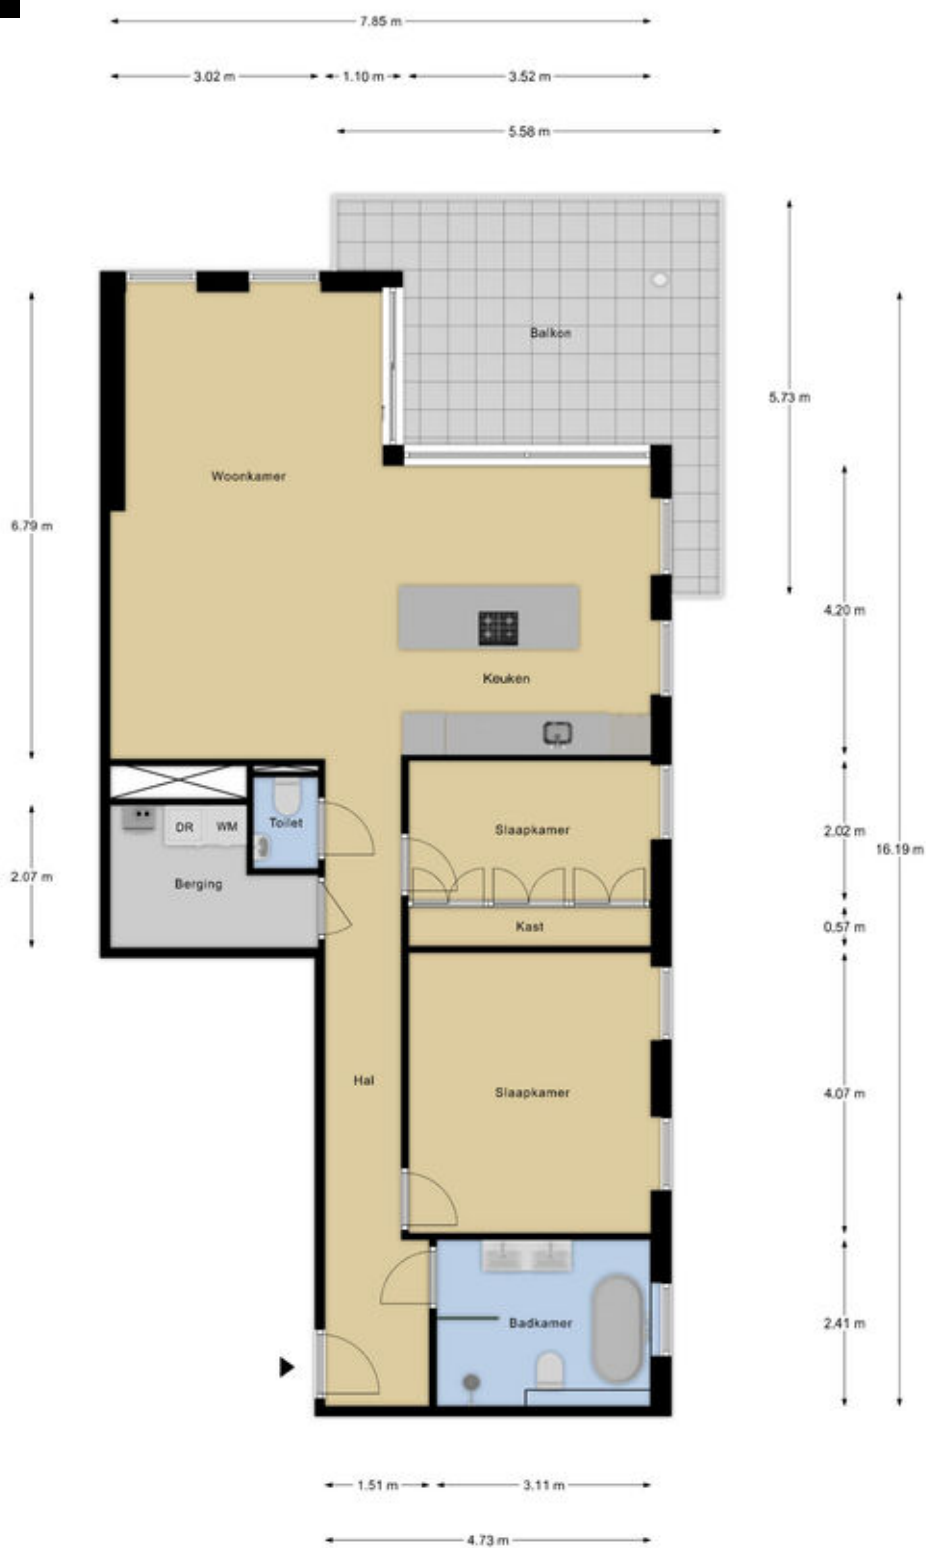 7.85 m
3.02 m
1.10 m
3.52 m
5.58 m
Balkon
5.73 m
Woonkamer
6.79 m
4.20 m
Keuken
Toilet
DR
WM
Slaapkamer
2.02 m
16.19 m
2.07 m
Berging
Kast
0.57 m
Hal
Slaapkamer
4.07 m
Badkamer
2.41 m
1.51 m
3.11 m
4.73 m